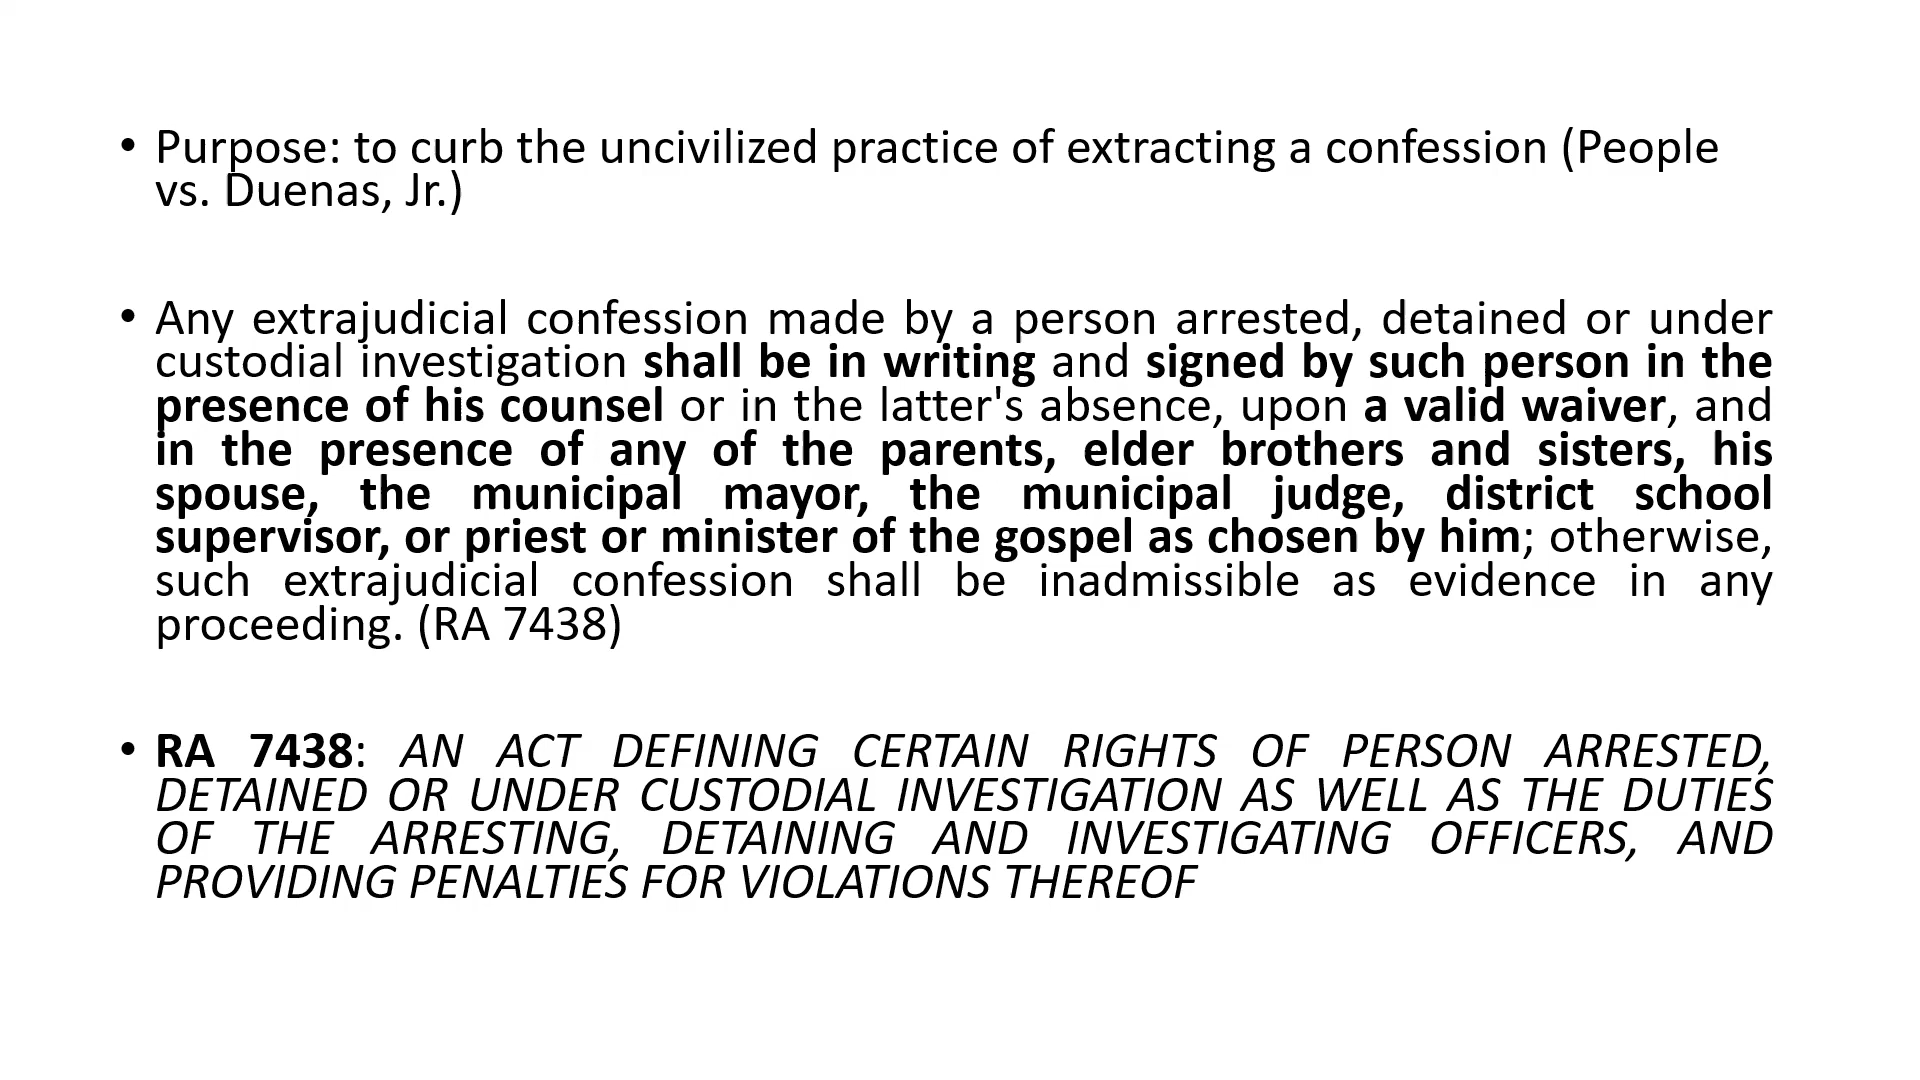 • Purpose: to curb the uncivilized practice of extracting a confession (People
vs. Duenas, Jr.)
• Any extrajudicial confession made by a person arrested, detained or under
custodial investigation shall be in writing and signed by such person in the
presence of his counsel or in the latter's absence, upon a valid waiver, and
in the presence of any of the parents, elder brothers and sisters, his
spouse, the municipal mayor, the municipal judge, district school
supervisor, or priest or minister of the gospel as chosen by him; otherwise,
such extrajudicial confession shall be inadmissible as evidence in any
proceeding. (RA 7438)
• RA 7438: AN ACT DEFINING CERTAIN RIGHTS OF PERSON ARRESTED,
DETAINED OR UNDER CUSTODIAL INVESTIGATION AS WELL AS THE DUTIES
OF THE ARRESTING, DETAINING AND INVESTIGATING OFFICERS, AND
PROVIDING PENALTIES FOR VIOLATIONS THEREOF